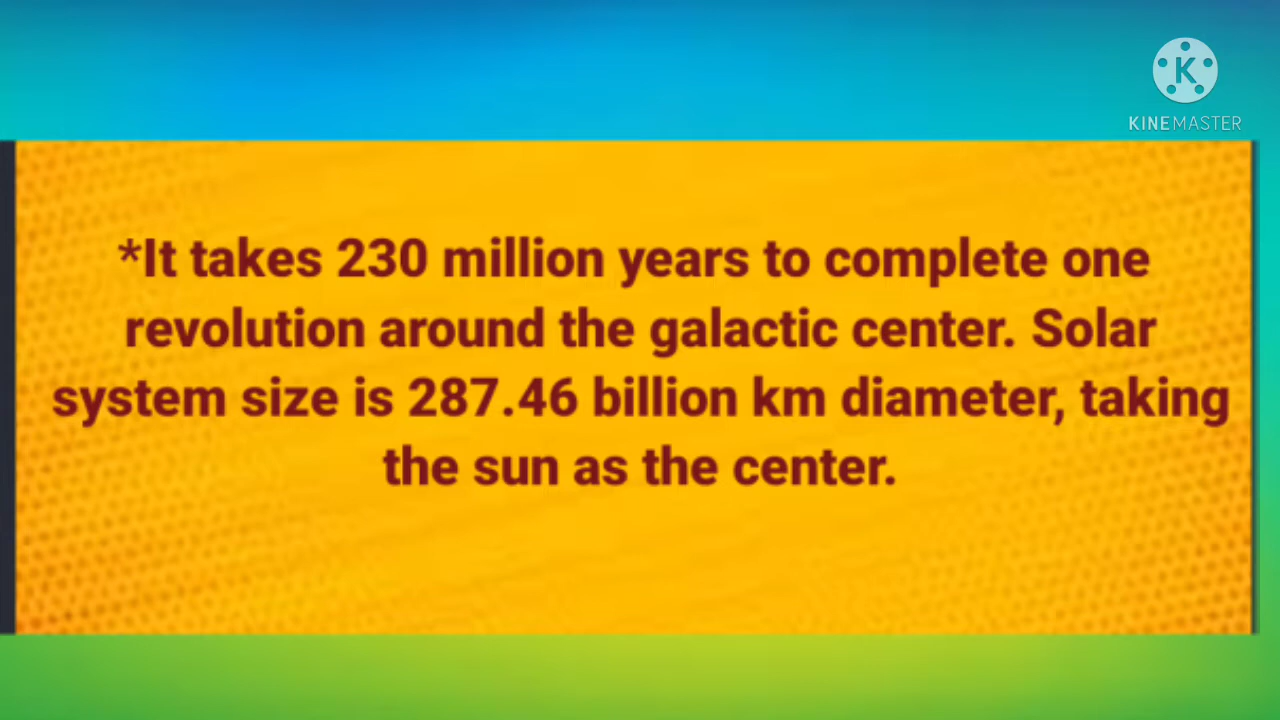 K
KINEMASTER
*It takes 230 million years to complete one
revolution around the galactic center. Solar
system size is 287.46 billion km diameter, taking
the sun as the center.